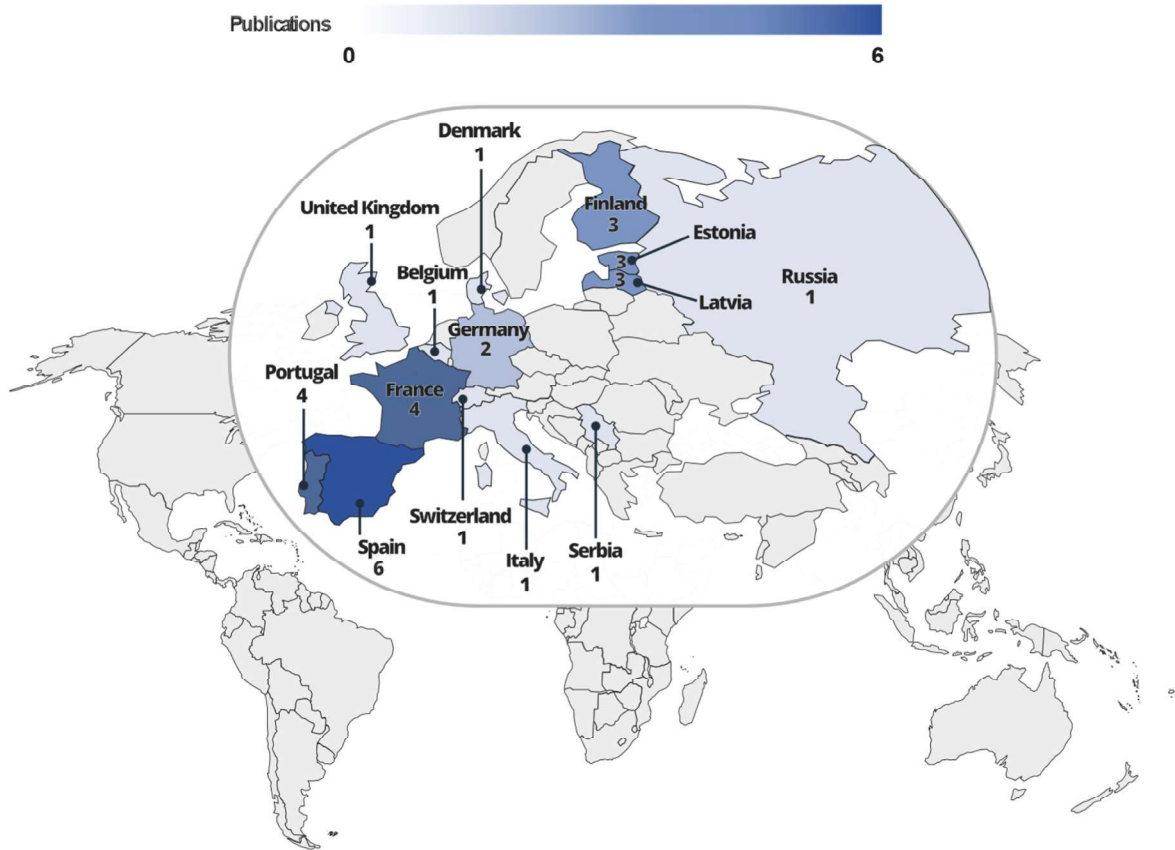 Publications
0
6
Denmark
1
United Kingdom
1
Finland
3
Estonia
3
3
Latvia
Russia
1
Belgium
1
Germany
2
Portugal
4
France
4
Switzerland
1
Spain
6
Italy
1
Serbia
1